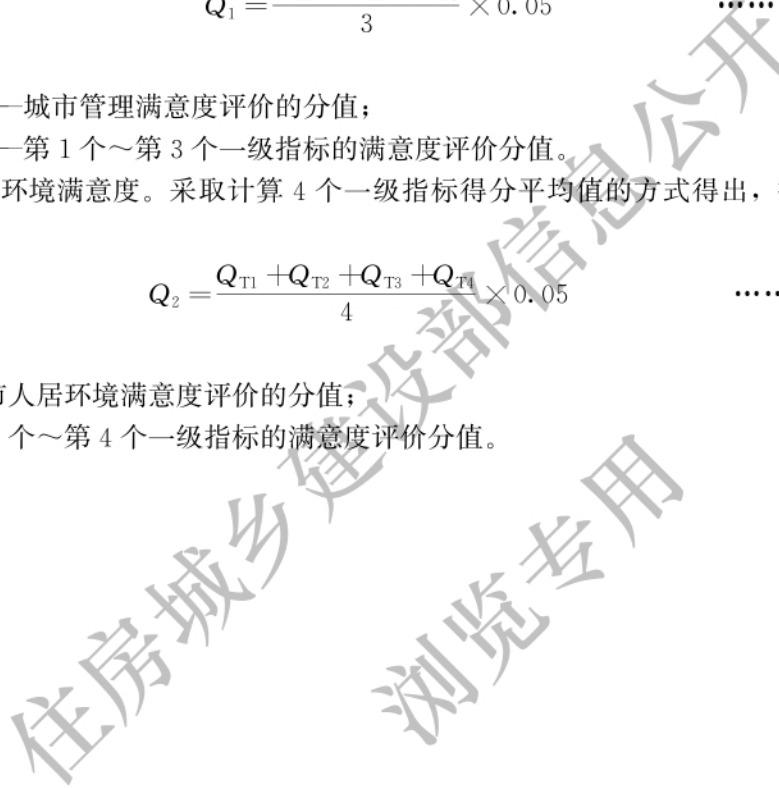 Q₁ = ――― × 0.05 ……
3
—城市管理满意度评价的分值；
—第 1 个～第 3 个一级指标的满意度评价分值。
环境满意度。采取计算 4 个一级指标得分平均值的方式得出，
Q₂ = (Q_T1 + Q_T2 + Q_T3 + Q_T4) / 4 × 0.05 ……
市人居环境满意度评价的分值；
个～第 4 个一级指标的满意度评价分值。
住房城乡建设部信息公开
浏览专用